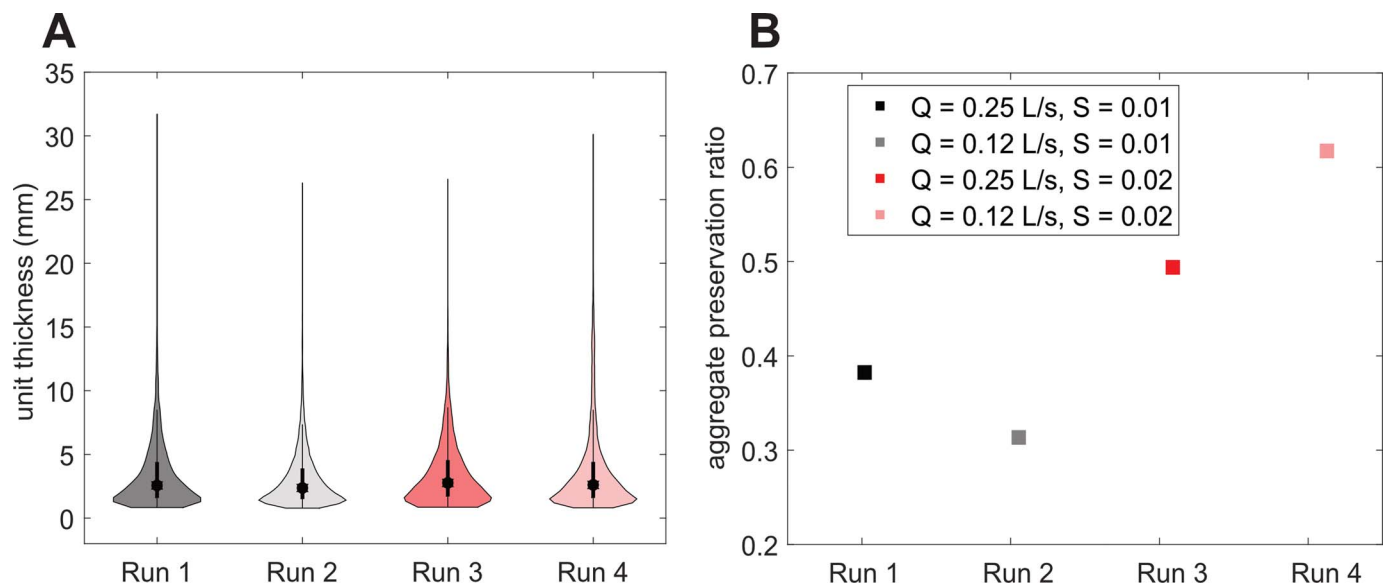 A
unit thickness (mm)
35
30
25
20
15
10
5
0
Run 1 Run 2 Run 3 Run 4
B
aggregate preservation ratio
0.7
0.6
0.5
0.4
0.3
0.2
Q = 0.25 L/s, S = 0.01
Q = 0.12 L/s, S = 0.01
Q = 0.25 L/s, S = 0.02
Q = 0.12 L/s, S = 0.02
Run 1 Run 2 Run 3 Run 4